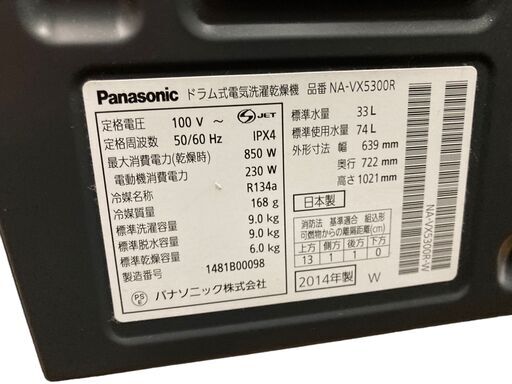 Panasonic ドラム式電気洗濯乾燥機 品番 NA-VX5300R
定格電圧 100 V ～ S JET
定格周波数 50/60 Hz IPX4
最大消費電力(乾燥時) 850 W
電動機消費電力 230 W
冷媒名称 R134a
冷媒質量 168 g
標準洗濯容量 9.0 kg
標準脱水容量 9.0 kg
標準乾燥容量 6.0 kg
製造番号 1481B00098
PS E パナソニック株式会社
標準水量 33 L
標準使用水量 74 L
外形寸法 幅 639 mm
奥行 722 mm
高さ 1021 mm
日本製
消防法 基準適合 組込形
可燃物からの離隔距離(cm)
上方 側方 後方 下方
13 1 1 0
2014年製 W
NA-VX5300R-W